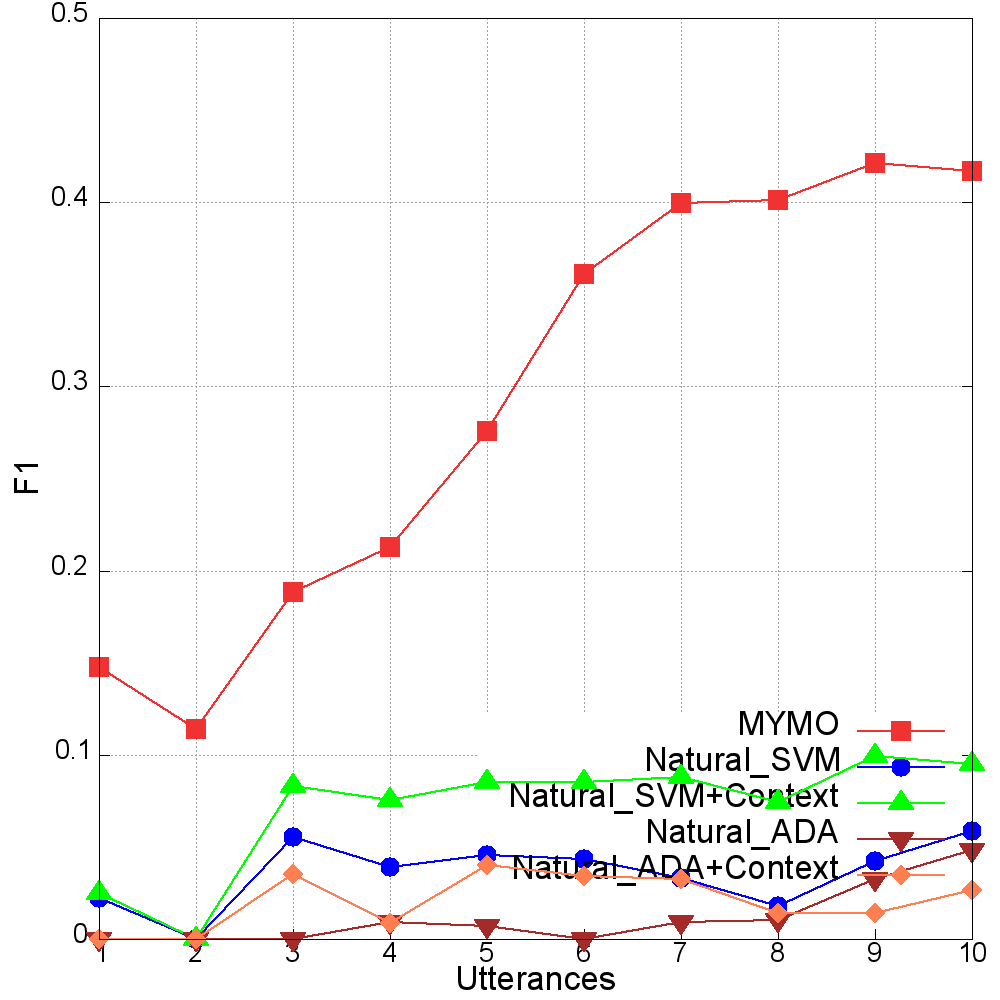 0.5
0.4
0.3
0.2
0.1
0
F1
MYMO
Natural_SVM
Natural_SVM+Context
Natural_ADA
Natural_ADA+Context
1 2 3 4 5 6 7 8 9 10
Utterances